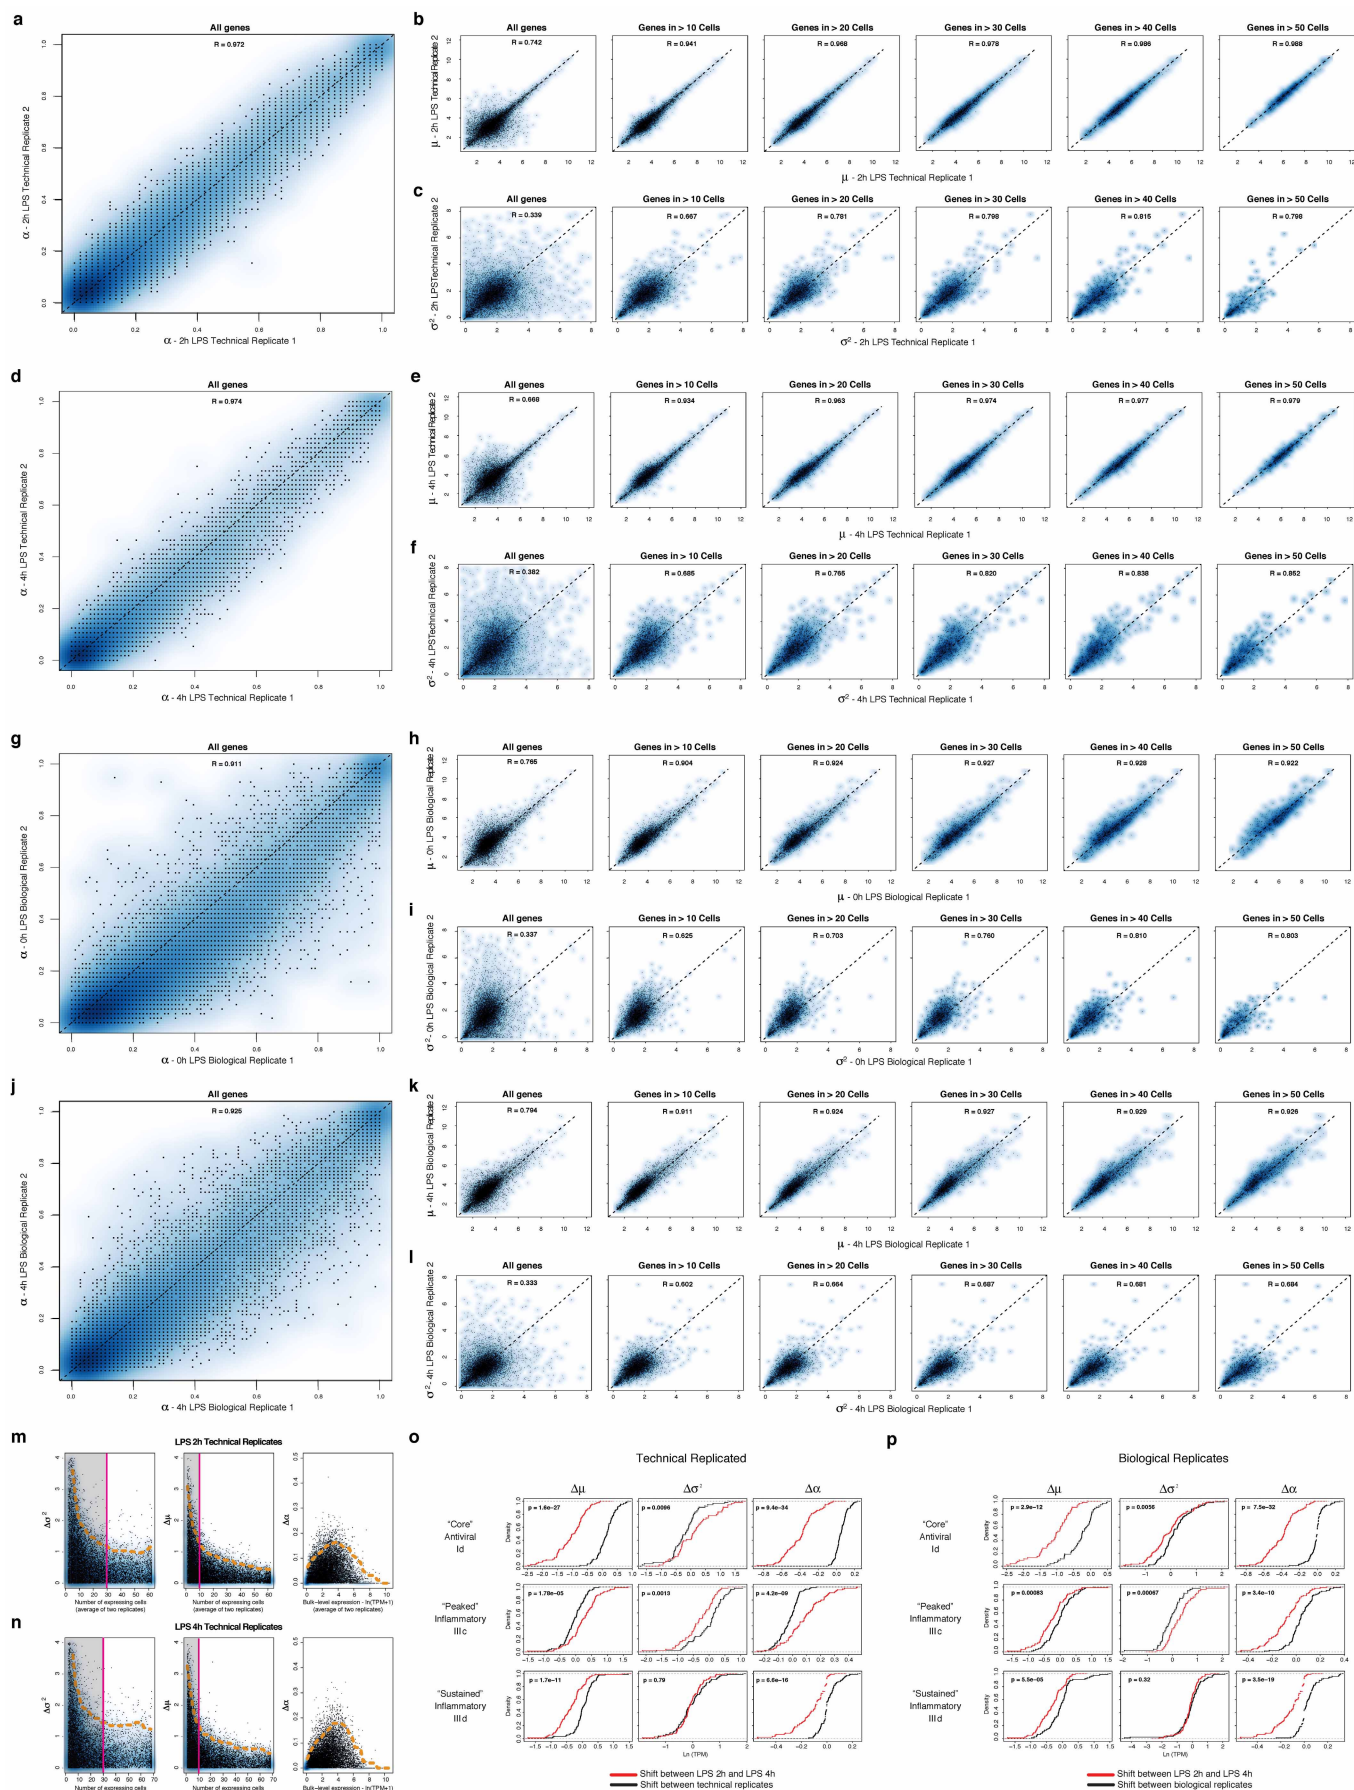 a
All genes
R = 0.972
α - 2h LPS Technical Replicate 2
α - 2h LPS Technical Replicate 1
b
All genes
Genes in > 10 Cells
Genes in > 20 Cells
Genes in > 30 Cells
Genes in > 40 Cells
Genes in > 50 Cells
R = 0.742
R = 0.941
R = 0.968
R = 0.978
R = 0.986
R = 0.988
μ - 2h LPS Technical Replicate 2
μ - 2h LPS Technical Replicate 1
c
All genes
Genes in > 10 Cells
Genes in > 20 Cells
Genes in > 30 Cells
Genes in > 40 Cells
Genes in > 50 Cells
R = 0.339
R = 0.667
R = 0.781
R = 0.798
R = 0.815
R = 0.798
σ² - 2h LPSTechnical Replicate 2
σ² - 2h LPS Technical Replicate 1
d
All genes
R = 0.974
α - 4h LPS Technical Replicate 2
α - 4h LPS Technical Replicate 1
e
All genes
Genes in > 10 Cells
Genes in > 20 Cells
Genes in > 30 Cells
Genes in > 40 Cells
Genes in > 50 Cells
R = 0.668
R = 0.934
R = 0.963
R = 0.974
R = 0.977
R = 0.979
μ - 4h LPS Technical Replicate 2
μ - 4h LPS Technical Replicate 1
f
All genes
Genes in > 10 Cells
Genes in > 20 Cells
Genes in > 30 Cells
Genes in > 40 Cells
Genes in > 50 Cells
R = 0.382
R = 0.685
R = 0.765
R = 0.820
R = 0.838
R = 0.852
σ² - 4h LPSTechnical Replicate 2
σ² - 4h LPS Technical Replicate 1
g
All genes
R = 0.911
α - 0h LPS Biological Replicate 2
α - 0h LPS Biological Replicate 1
h
All genes
Genes in > 10 Cells
Genes in > 20 Cells
Genes in > 30 Cells
Genes in > 40 Cells
Genes in > 50 Cells
R = 0.765
R = 0.904
R = 0.924
R = 0.927
R = 0.928
R = 0.922
μ - 0h LPS Biological Replicate 2
μ - 0h LPS Biological Replicate 1
i
All genes
Genes in > 10 Cells
Genes in > 20 Cells
Genes in > 30 Cells
Genes in > 40 Cells
Genes in > 50 Cells
R = 0.337
R = 0.625
R = 0.703
R = 0.760
R = 0.810
R = 0.803
σ² - 0h LPS Biological Replicate 2
σ² - 0h LPS Biological Replicate 1
j
All genes
R = 0.925
α - 4h LPS Biological Replicate 2
α - 4h LPS Biological Replicate 1
k
All genes
Genes in > 10 Cells
Genes in > 20 Cells
Genes in > 30 Cells
Genes in > 40 Cells
Genes in > 50 Cells
R = 0.794
R = 0.911
R = 0.924
R = 0.927
R = 0.929
R = 0.926
μ - 4h LPS Biological Replicate 2
μ - 4h LPS Biological Replicate 1
l
All genes
Genes in > 10 Cells
Genes in > 20 Cells
Genes in > 30 Cells
Genes in > 40 Cells
Genes in > 50 Cells
R = 0.333
R = 0.602
R = 0.664
R = 0.687
R = 0.681
R = 0.684
σ² - 4h LPS Biological Replicate 2
σ² - 4h LPS Biological Replicate 1
m
LPS 2h Technical Replicates
Δσ²
Δμ
Δα
Number of expressing cells
(average of two replicates)
Number of expressing cells
(average of two replicates)
Bulk-level expression - ln(TPM+1)
(average of two replicates)
n
LPS 4h Technical Replicates
Δσ²
Δμ
Δα
Number of expressing cells
Number of expressing cells
Bulk-level expression - ln(TPM+1)
o
Technical Replicated
Δμ
Δσ²
Δα
"Core"
Antiviral
Id
Density
p = 1.6e-27
p = 0.0086
p = 9.4e-34
"Peaked"
Inflammatory
IIIc
Density
p = 1.78e-05
p = 0.0013
p = 4.2e-09
"Sustained"
Inflammatory
IIId
Density
p = 1.7e-11
p = 0.79
p = 6.6e-16
Ln (TPM)
Shift between LPS 2h and LPS 4h
Shift between technical replicates
p
Biological Replicates
Δμ
Δσ²
Δα
"Core"
Antiviral
Id
Density
p = 2.9e-12
p = 0.0056
p = 7.5e-32
"Peaked"
Inflammatory
IIIc
Density
p = 0.00083
p = 0.00067
p = 3.4e-10
"Sustained"
Inflammatory
IIId
Density
p = 5.5e-05
p = 0.32
p = 3.5e-19
Ln (TPM)
Shift between LPS 2h and LPS 4h
Shift between biological replicates